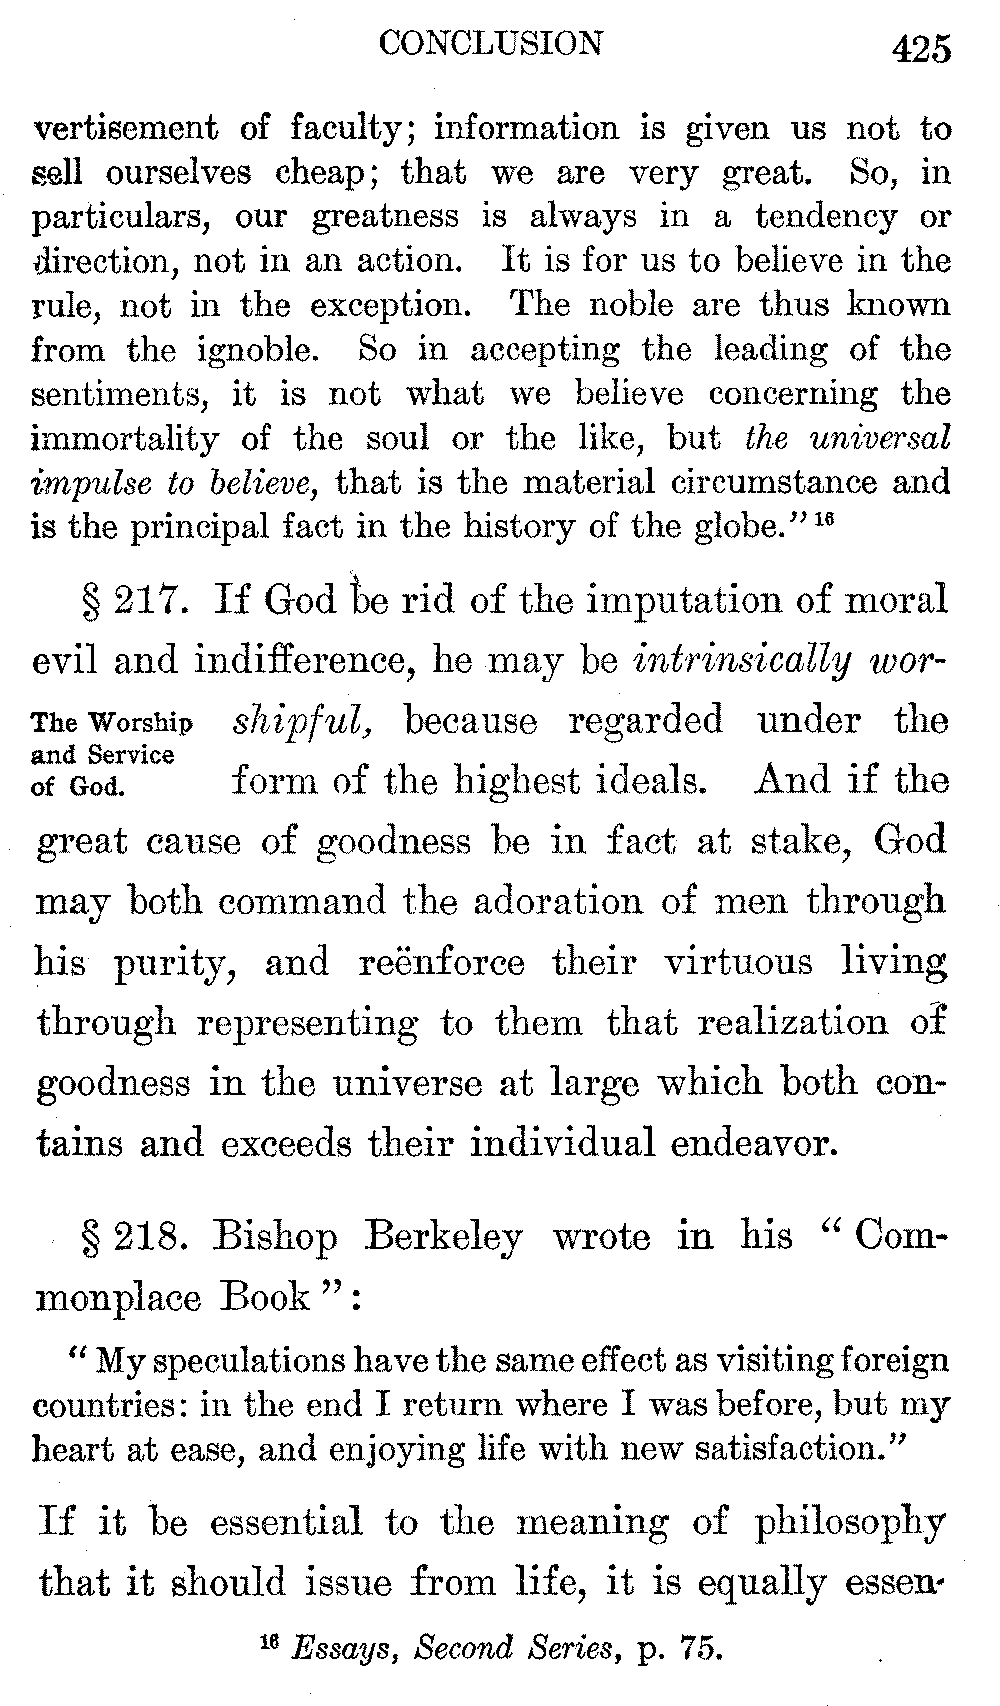 CONCLUSION 425
vertisement of faculty; information is given us not to
sell ourselves cheap; that we are very great. So, in
particulars, our greatness is always in a tendency or
direction, not in an action. It is for us to believe in the
rule, not in the exception. The noble are thus known
from the ignoble. So in accepting the leading of the
sentiments, it is not what we believe concerning the
immortality of the soul or the like, but the universal
impulse to believe, that is the material circumstance and
is the principal fact in the history of the globe." 16
§ 217. If God be rid of the imputation of moral
evil and indifference, he may be intrinsically wor-
The Worship
and Service
of God.
shipful, because regarded under the
form of the highest ideals. And if the
great cause of goodness be in fact at stake, God
may both command the adoration of men through
his purity, and reënforce their virtuous living
through representing to them that realization of
goodness in the universe at large which both con-
tains and exceeds their individual endeavor.
§ 218. Bishop Berkeley wrote in his " Com-
monplace Book ":
" My speculations have the same effect as visiting foreign
countries: in the end I return where I was before, but my
heart at ease, and enjoying life with new satisfaction."
If it be essential to the meaning of philosophy
that it should issue from life, it is equally essen-
16 Essays, Second Series, p. 75.